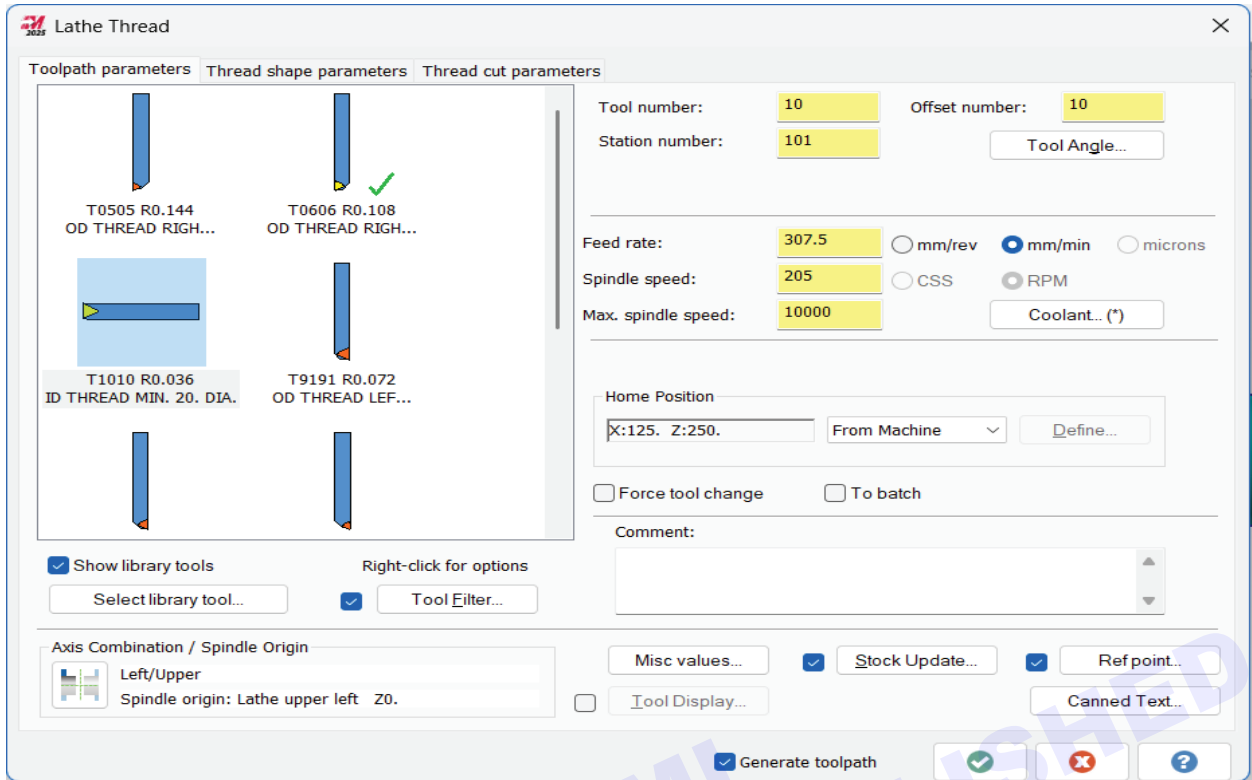 2025 Lathe Thread
Toolpath parameters Thread shape parameters Thread cut parameters
T0505 R0.144
OD THREAD RIGH...
T0606 R0.108
OD THREAD RIGH...
T1010 R0.036
ID THREAD MIN. 20. DIA.
T9191 R0.072
OD THREAD LEF...
Show library tools
Right-click for options
Select library tool...
Tool Filter...
Tool number: 10 Offset number: 10
Station number: 101 Tool Angle...
Feed rate: 307.5 mm/rev mm/min microns
Spindle speed: 205 CSS RPM
Max. spindle speed: 10000 Coolant... (*)
Home Position
X:125. Z:250. From Machine Define...
Force tool change To batch
Comment:
Axis Combination / Spindle Origin
Left/Upper
Spindle origin: Lathe upper left Z0.
Misc values... Stock Update... Ref point...
Tool Display... Canned Text...
Generate toolpath